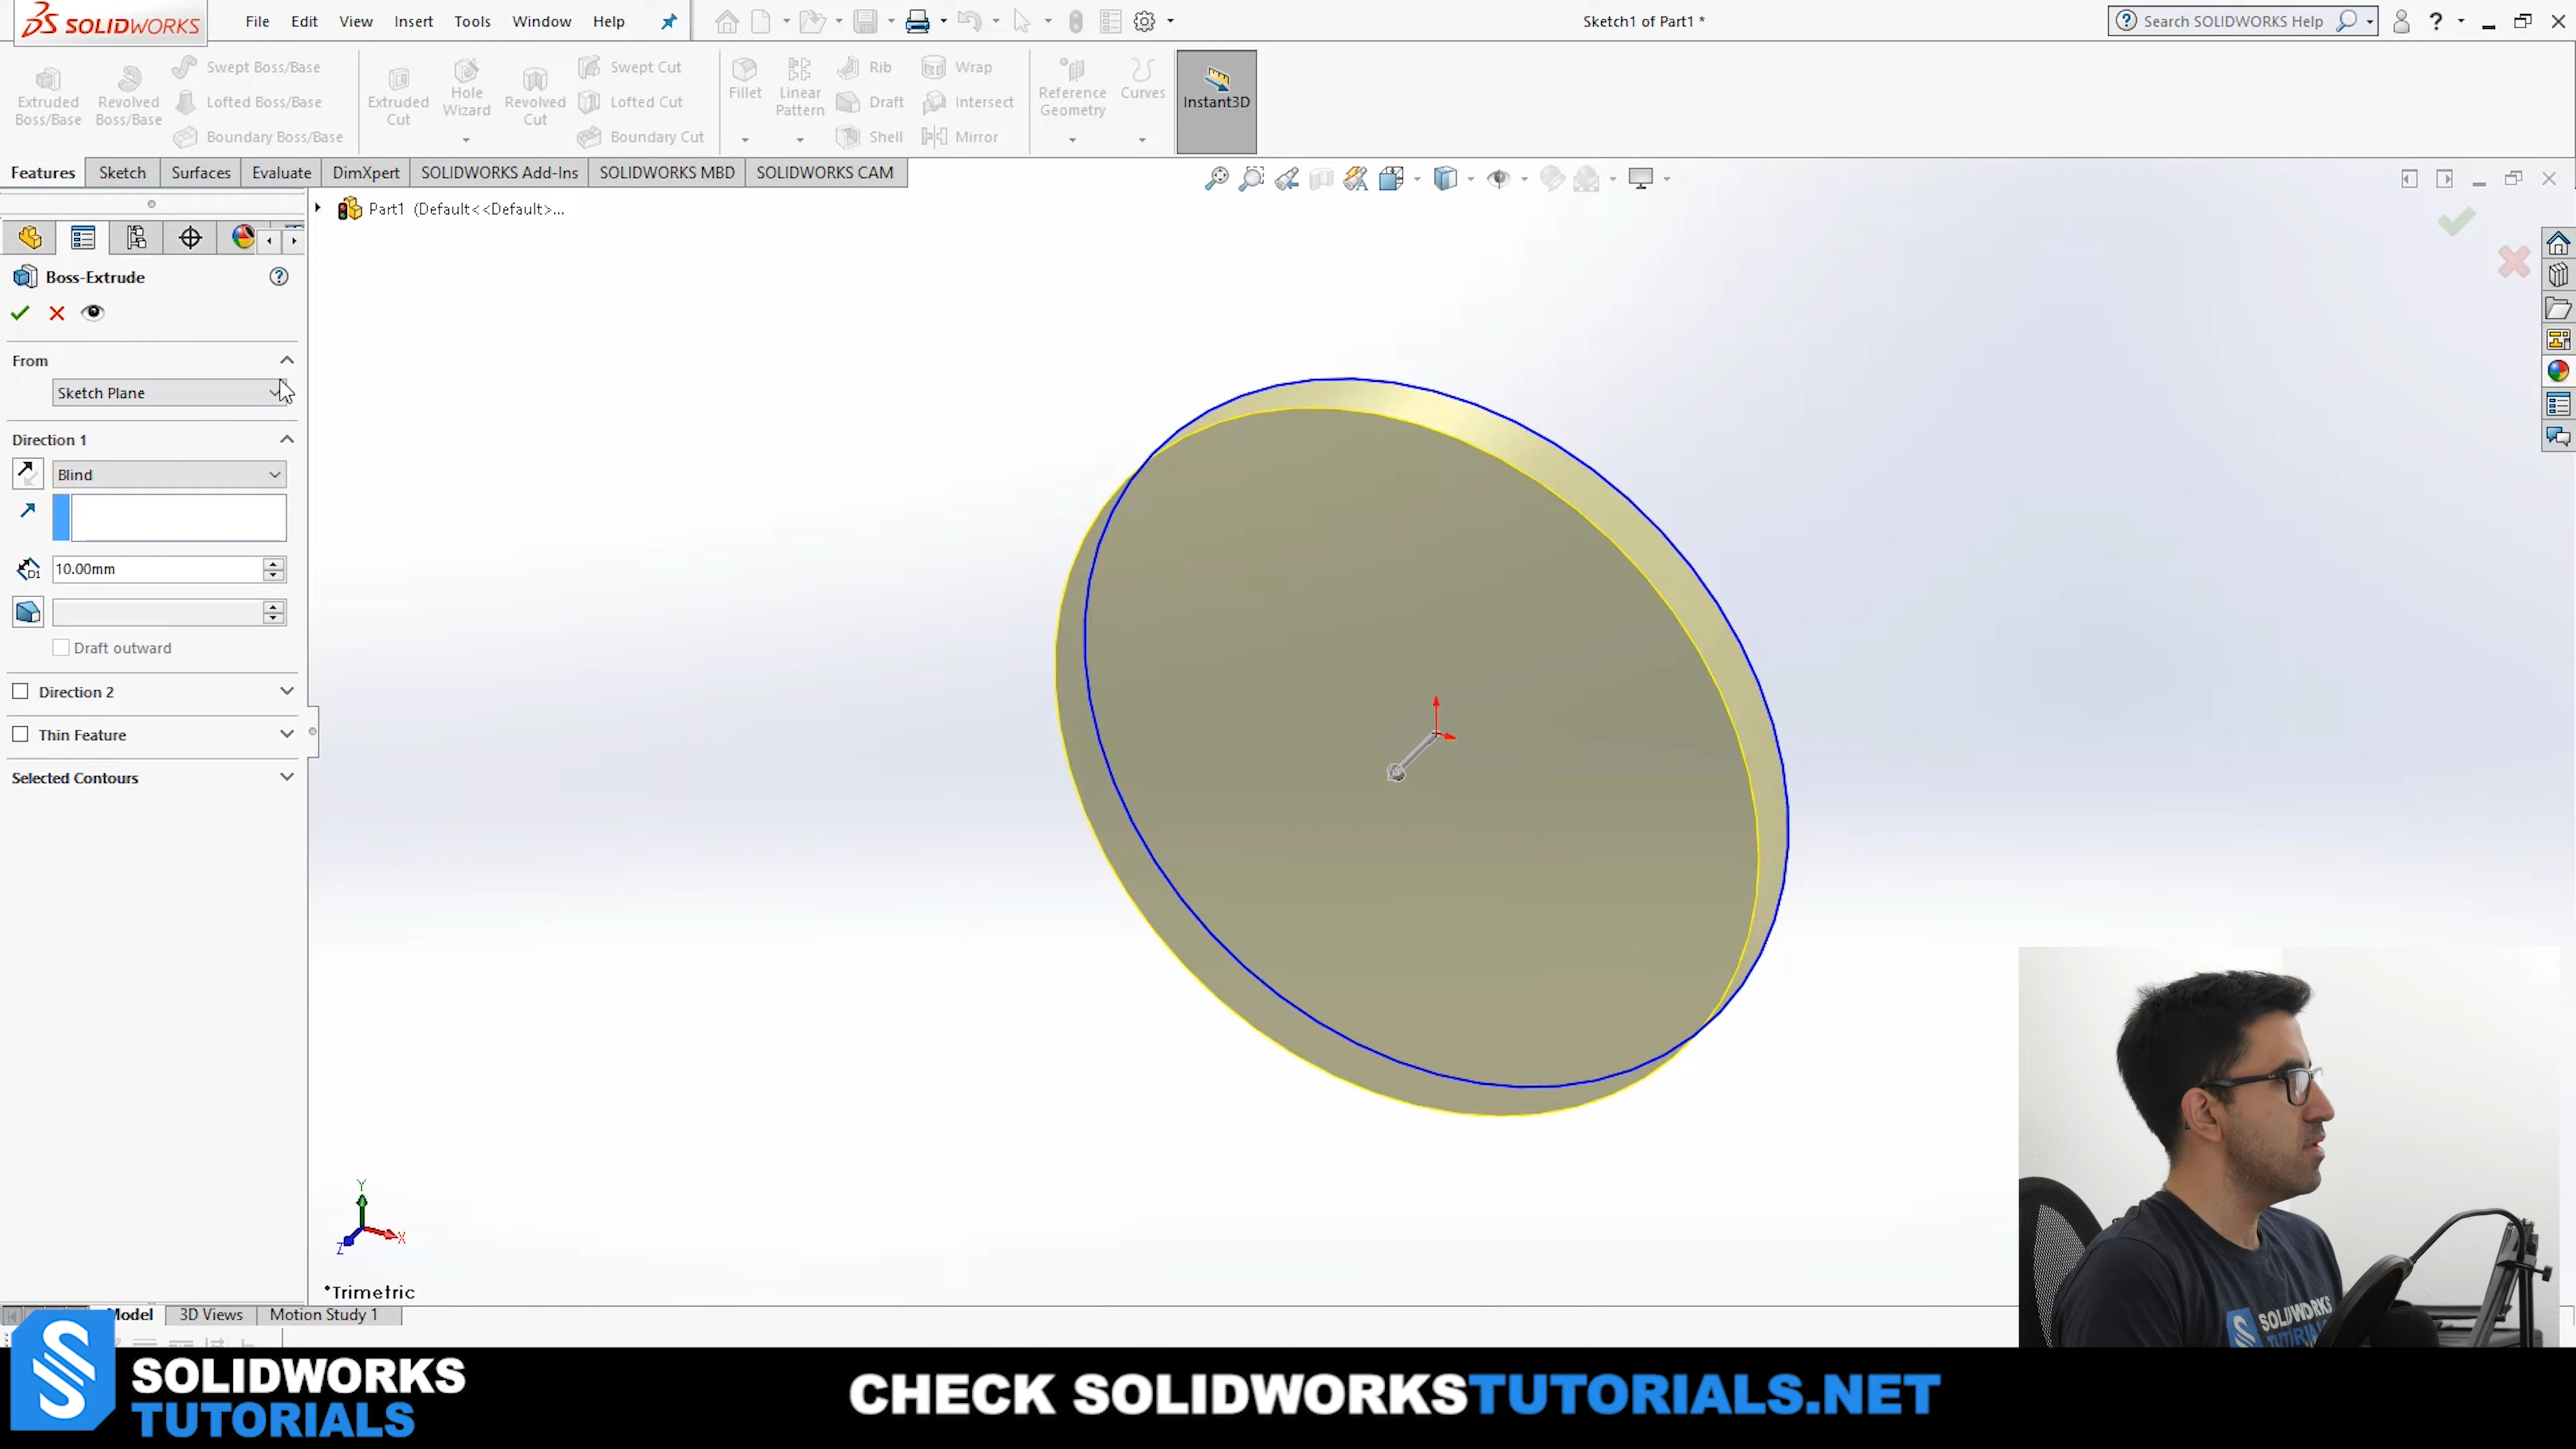 SOLIDWORKS
File Edit View Insert Tools Window Help
Sketch1 of Part1 *
Search SOLIDWORKS Help
Extruded Boss/Base
Revolved Boss/Base
Swept Boss/Base
Lofted Boss/Base
Boundary Boss/Base
Extruded Cut
Hole Wizard
Revolved Cut
Swept Cut
Lofted Cut
Boundary Cut
Fillet
Linear Pattern
Rib
Draft
Shell
Wrap
Intersect
Mirror
Reference Geometry
Curves
Instant3D
Features Sketch Surfaces Evaluate DimXpert SOLIDWORKS Add-Ins SOLIDWORKS MBD SOLIDWORKS CAM
Part1 (Default<<Default>...
Boss-Extrude
From
Sketch Plane
Direction 1
Blind
D1
10.00mm
Draft outward
Direction 2
Thin Feature
Selected Contours
Y
X
Z
*Trimetric
Model 3D Views Motion Study 1
SOLIDWORKS
TUTORIALS
SOLIDWORKS
TUTORIALS
CHECK SOLIDWORKSTUTORIALS.NET